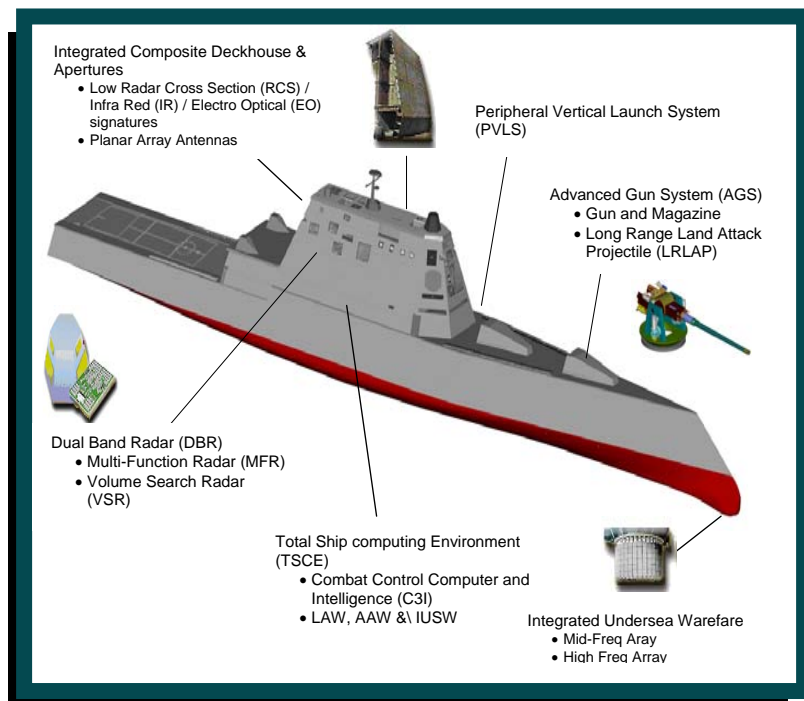 Integrated Composite Deckhouse &
Apertures
• Low Radar Cross Section (RCS) /
Infra Red (IR) / Electro Optical (EO)
signatures
• Planar Array Antennas
Peripheral Vertical Launch System
(PVLS)
Advanced Gun System (AGS)
• Gun and Magazine
• Long Range Land Attack
Projectile (LRLAP)
Dual Band Radar (DBR)
• Multi-Function Radar (MFR)
• Volume Search Radar
(VSR)
Total Ship computing Environment
(TSCE)
• Combat Control Computer and
Intelligence (C3I)
• LAW, AAW &\ IUSW
Integrated Undersea Warefare
• Mid-Freq Aray
• High Freq Array